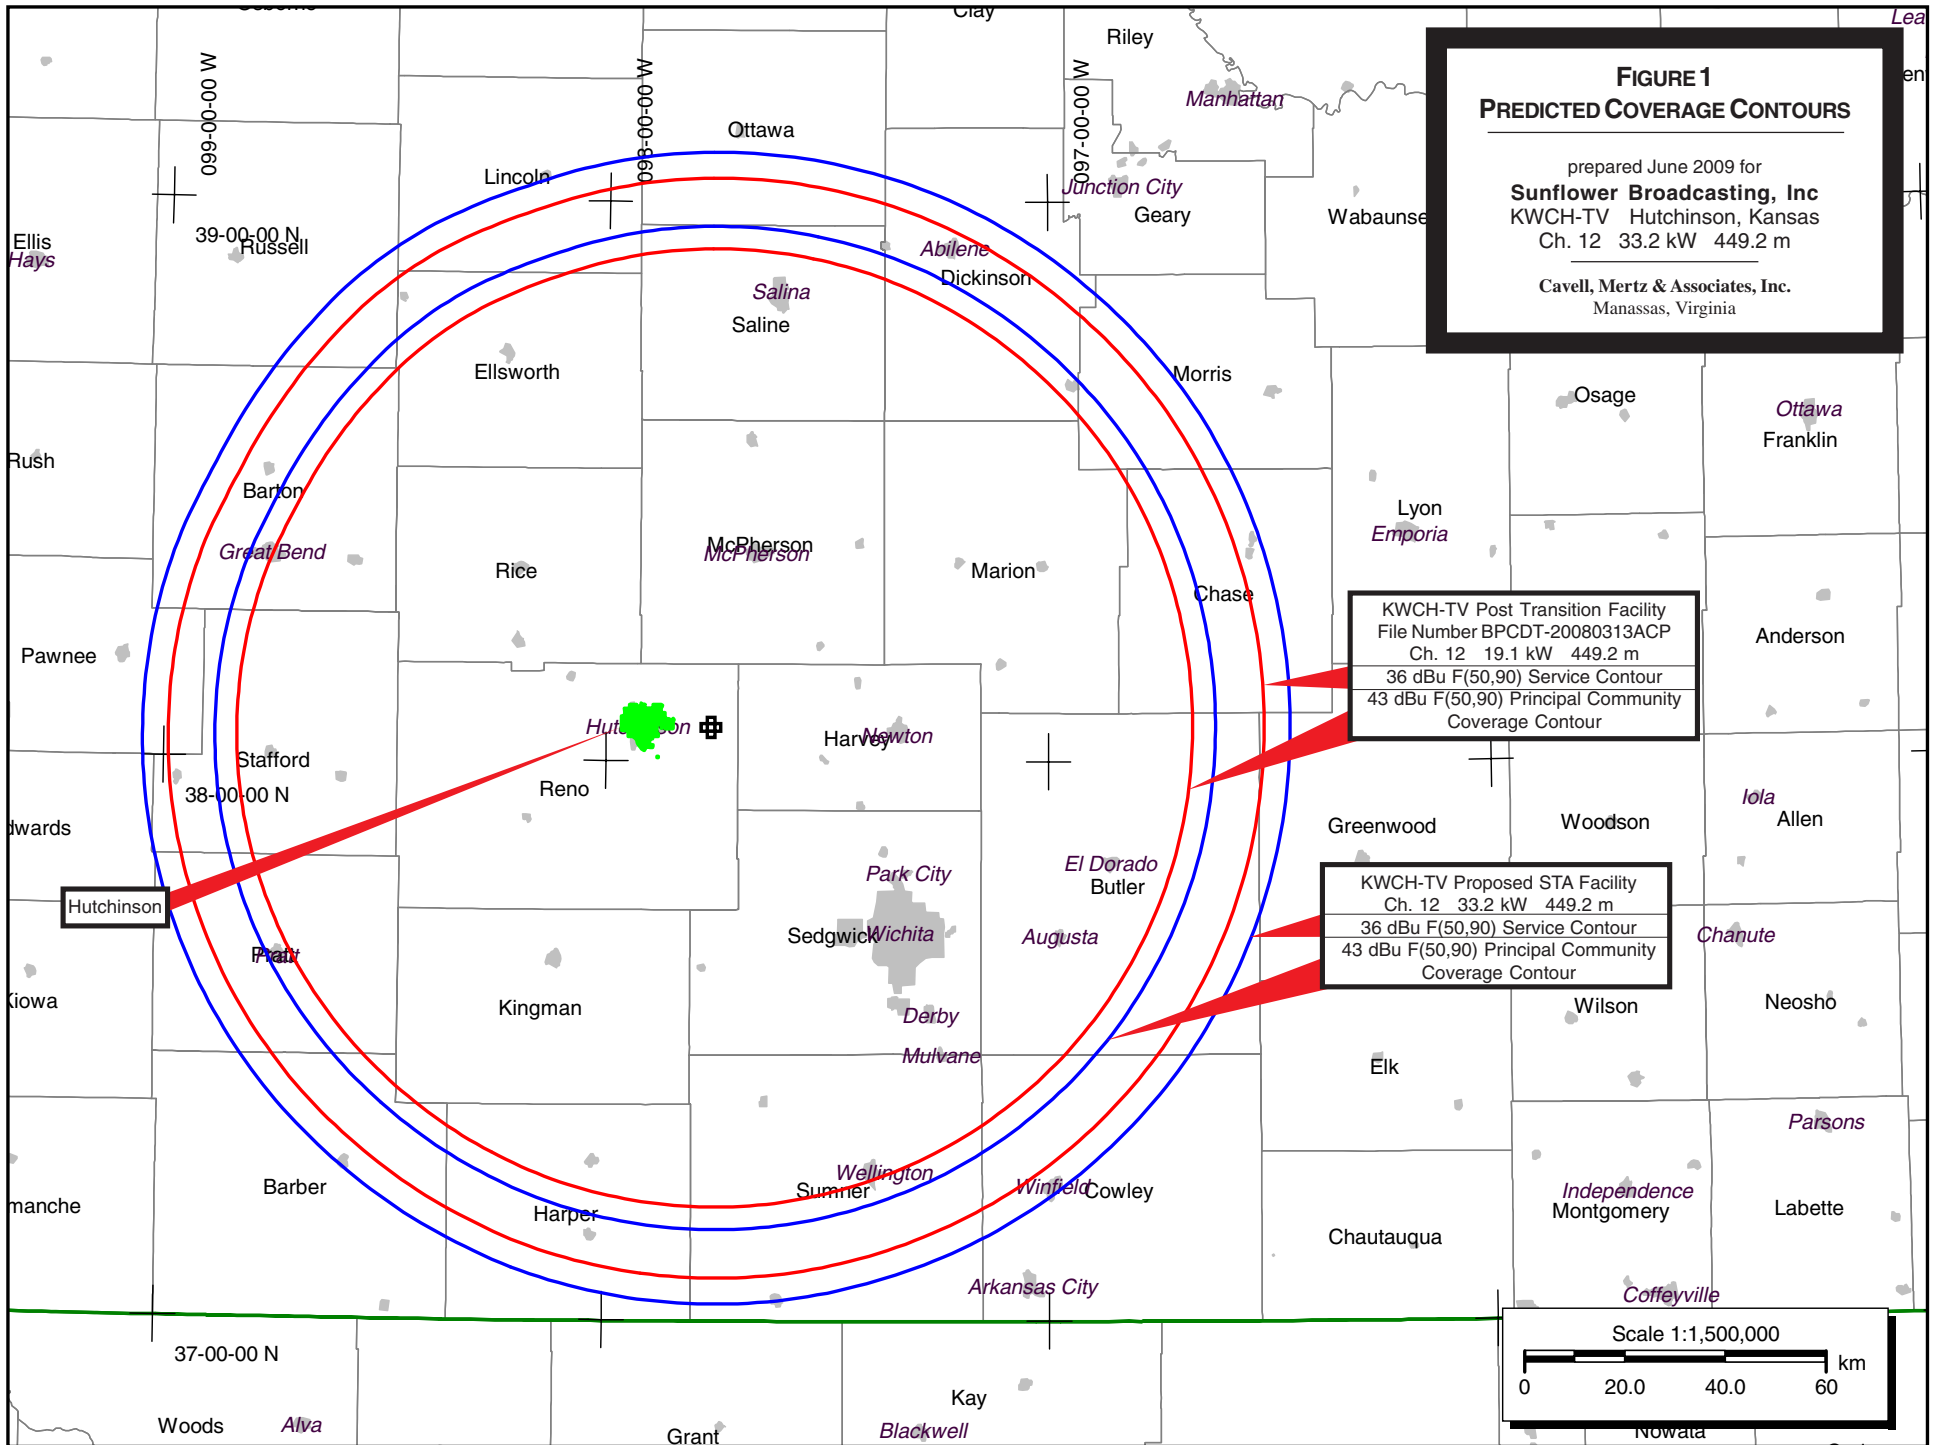 Osborne
Clay
Riley
Lea
FIGURE 1
PREDICTED COVERAGE CONTOURS
prepared June 2009 for
Sunflower Broadcasting, Inc
KWCH-TV Hutchinson, Kansas
Ch. 12 33.2 kW 449.2 m
Cavell, Mertz & Associates, Inc.
Manassas, Virginia
en
099-00-00 W
098-00-00 W
097-00-00 W
Manhattan
Ottawa
Lincoln
Junction City
Geary
Wabaunse
39-00-00 N
Russell
Ellis
Hays
Abilene
Dickinson
Salina
Saline
Ellsworth
Morris
Osage
Ottawa
Franklin
Rush
Barton
Lyon
Emporia
Great Bend
McPherson
McPherson
Rice
Marion
Chase
KWCH-TV Post Transition Facility
File Number BPCDT-20080313ACP
Ch. 12 19.1 kW 449.2 m
36 dBu F(50,90) Service Contour
43 dBu F(50,90) Principal Community
Coverage Contour
Anderson
Pawnee
Hutchinson
Harvey
Newton
Stafford
38-00-00 N
Reno
dwards
Greenwood
Woodson
Iola
Allen
Park City
El Dorado
Butler
KWCH-TV Proposed STA Facility
Ch. 12 33.2 kW 449.2 m
36 dBu F(50,90) Service Contour
43 dBu F(50,90) Principal Community
Coverage Contour
Hutchinson
Sedgwick
Wichita
Augusta
Chanute
Pratt
Pratt
Kiowa
Kingman
Derby
Wilson
Neosho
Mulvane
Elk
Parsons
Barber
Wellington
Sumner
Winfield
Cowley
Independence
Montgomery
Labette
manche
Harper
Chautauqua
Arkansas City
Coffeyville
37-00-00 N
Scale 1:1,500,000
km
0 20.0 40.0 60
Woods
Alva
Kay
Grant
Blackwell
Nowata